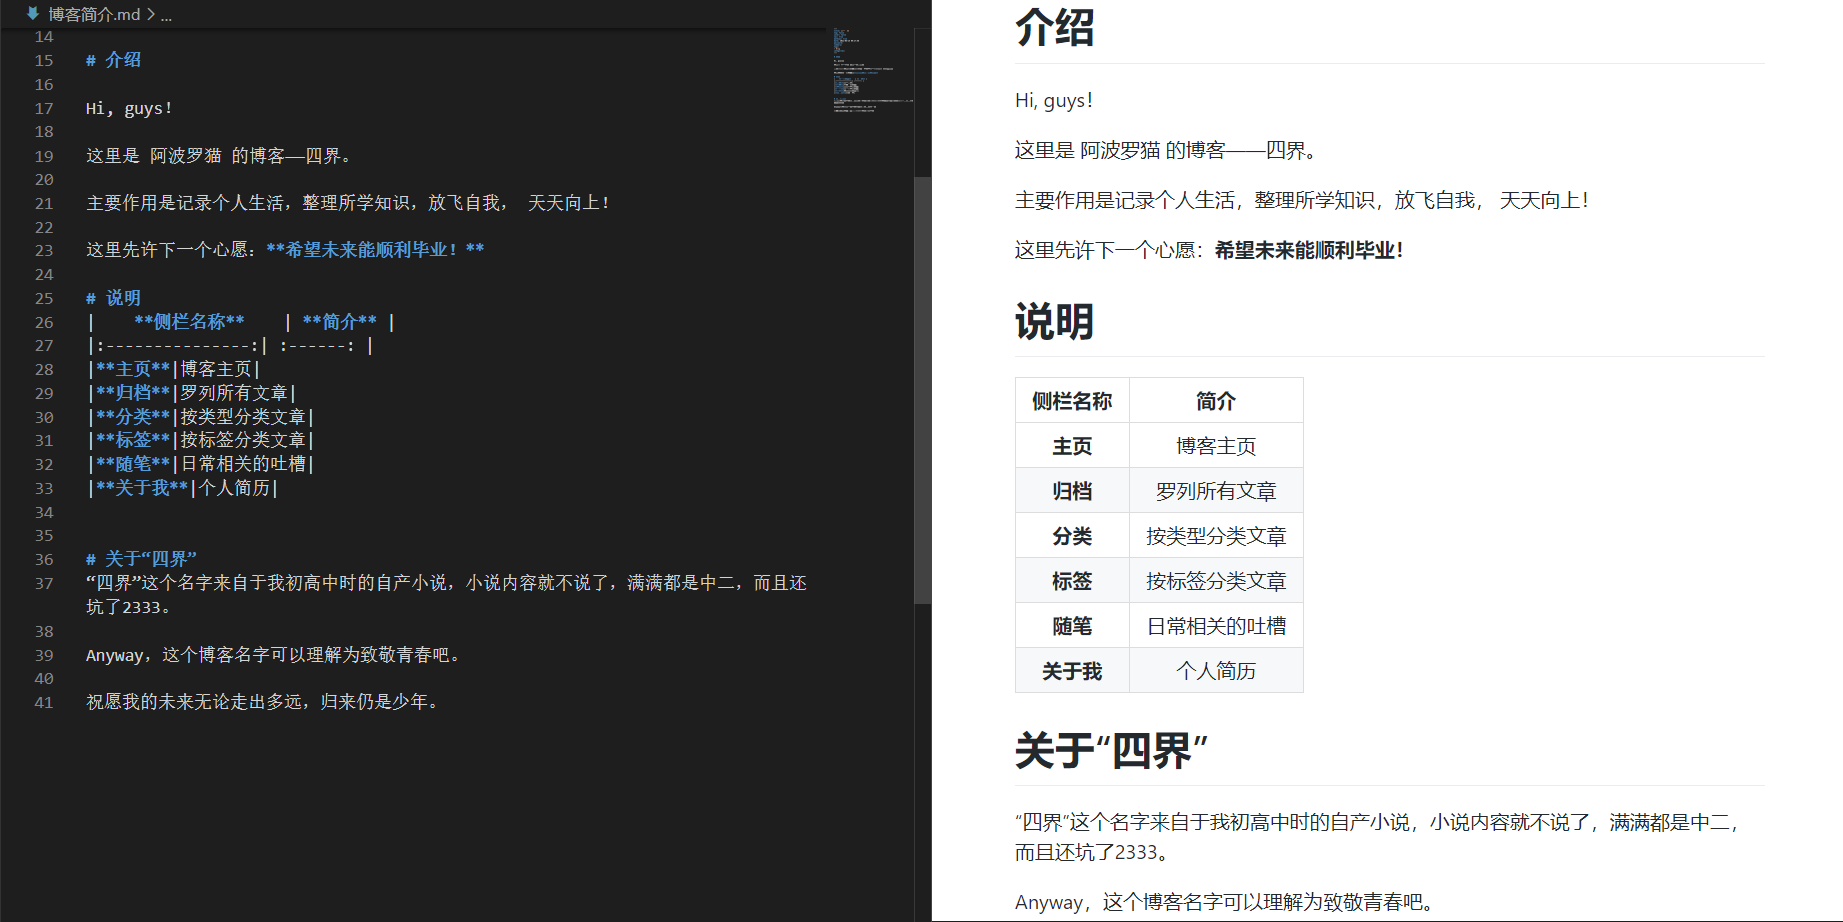 博客简介.md > ...
14
15 # 介绍
16
17 Hi, guys！
18
19 这里是 阿波罗猫 的博客——四界。
20
21 主要作用是记录个人生活，整理所学知识，放飞自我， 天天向上！
22
23 这里先许下一个心愿：**希望未来能顺利毕业！**
24
25 # 说明
26 |    **侧栏名称**    | **简介** |
27 |:---------------:| :------: |
28 |**主页**|博客主页|
29 |**归档**|罗列所有文章|
30 |**分类**|按类型分类文章|
31 |**标签**|按标签分类文章|
32 |**随笔**|日常相关的吐槽|
33 |**关于我**|个人简历|
34
35
36 # 关于“四界”
37 “四界”这个名字来自于我初高中时的自产小说，小说内容就不说了，满满都是中二，而且还
坑了2333。
38
39 Anyway，这个博客名字可以理解为致敬青春吧。
40
41 祝愿我的未来无论走出多远，归来仍是少年。
介绍
Hi, guys！
这里是 阿波罗猫 的博客——四界。
主要作用是记录个人生活，整理所学知识，放飞自我， 天天向上！
这里先许下一个心愿：希望未来能顺利毕业！
说明
侧栏名称 简介
主页 博客主页
归档 罗列所有文章
分类 按类型分类文章
标签 按标签分类文章
随笔 日常相关的吐槽
关于我 个人简历
关于“四界”
“四界”这个名字来自于我初高中时的自产小说，小说内容就不说了，满满都是中二，
而且还坑了2333。
Anyway，这个博客名字可以理解为致敬青春吧。